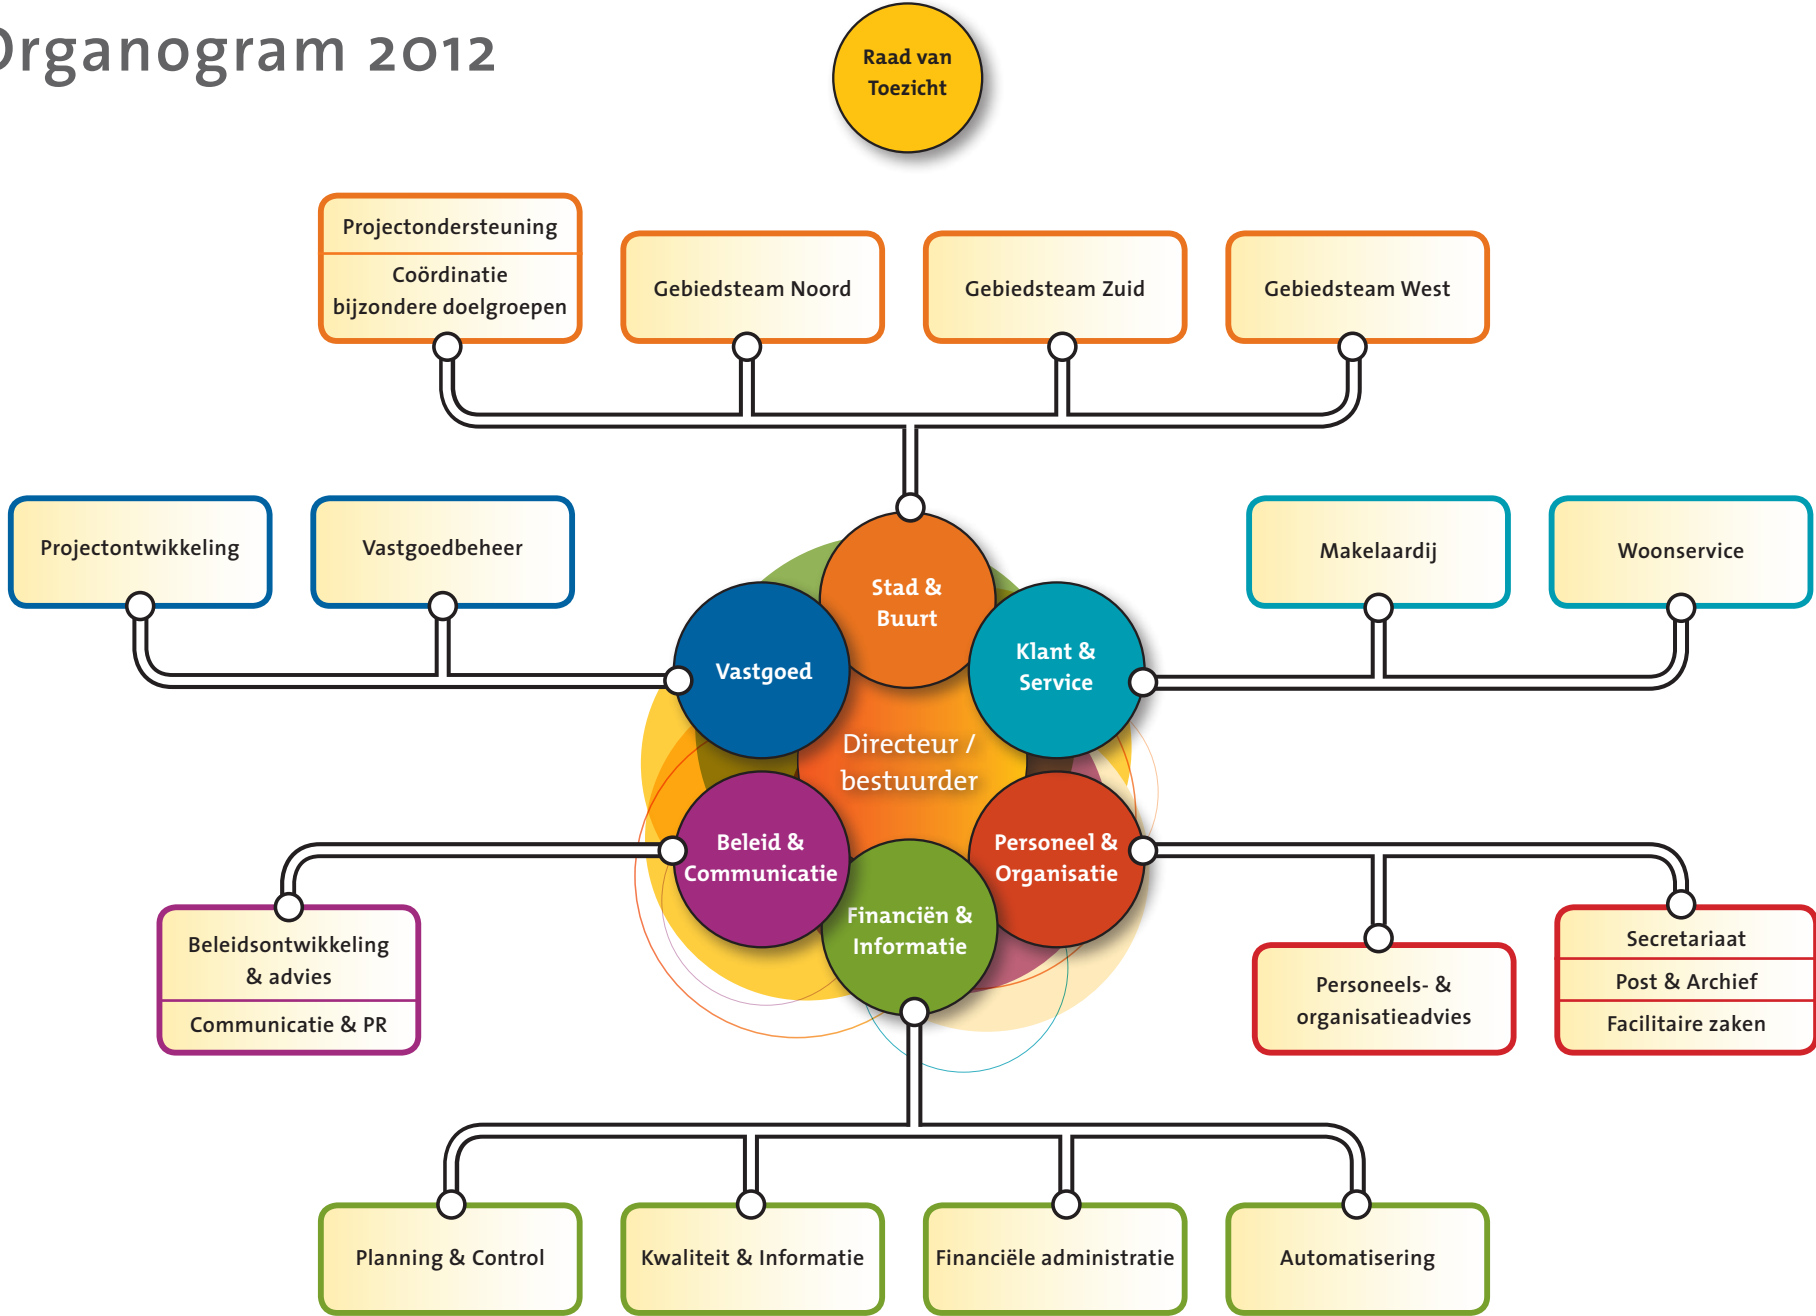 Organogram 2012
Raad van
Toezicht
Projectondersteuning
Coördinatie
bijzondere doelgroepen
Gebiedsteam Noord
Gebiedsteam Zuid
Gebiedsteam West
Projectontwikkeling
Vastgoedbeheer
Makelaardij
Woonservice
Stad &
Buurt
Vastgoed
Klant &
Service
Directeur /
bestuurder
Beleid &
Communicatie
Personeel &
Organisatie
Financiën &
Informatie
Beleidsontwikkeling
& advies
Communicatie & PR
Personeels- &
organisatieadvies
Secretariaat
Post & Archief
Facilitaire zaken
Planning & Control
Kwaliteit & Informatie
Financiële administratie
Automatisering